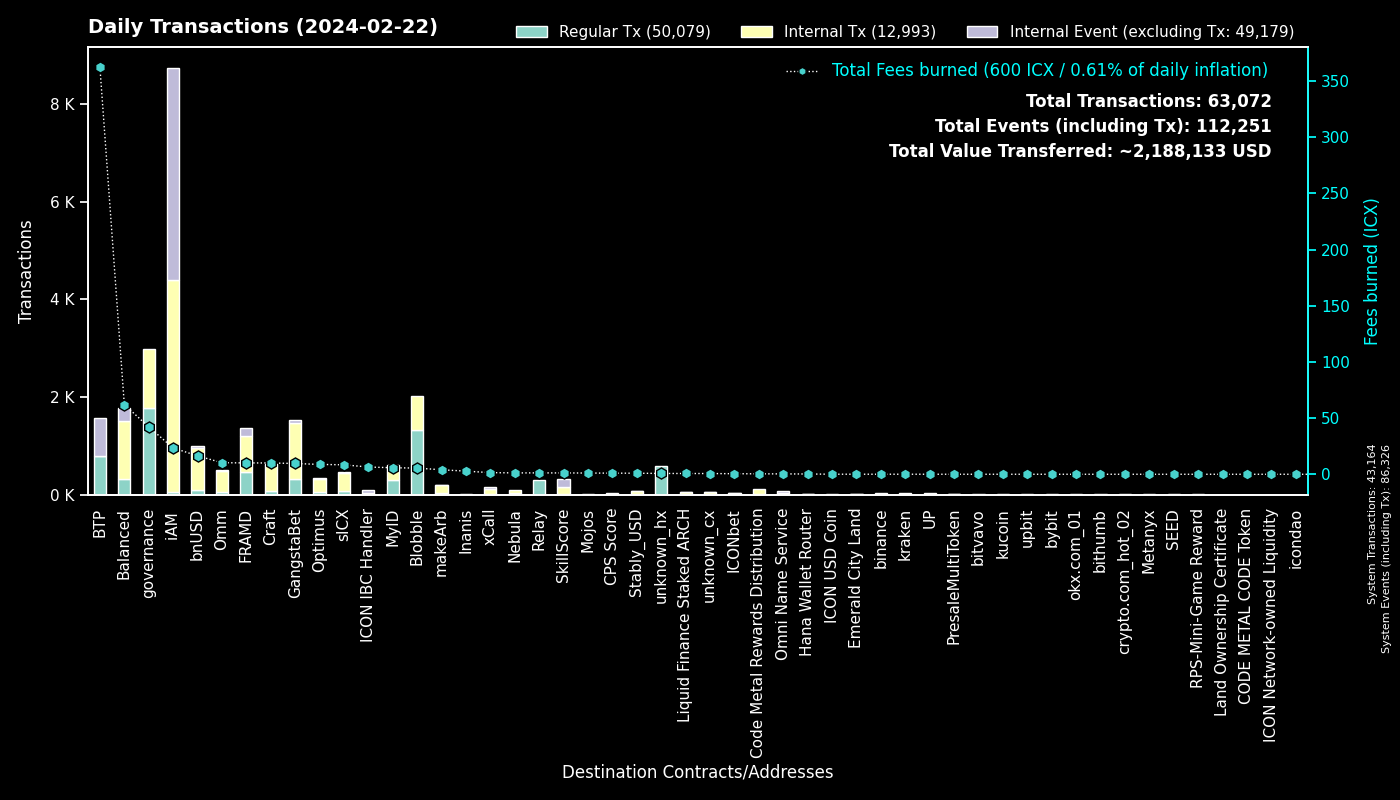 Daily Transactions (2024-02-22)
Regular Tx (50,079)
Internal Tx (12,993)
Internal Event (excluding Tx: 49,179)
Total Fees burned (600 ICX / 0.61% of daily inflation)
Total Transactions: 63,072
Total Events (including Tx): 112,251
Total Value Transferred: ~2,188,133 USD
Transactions
8 K
6 K
4 K
2 K
0 K
350
300
250
200
150
100
50
0
Fees burned (ICX)
System Transactions: 43,164
System Events (including Tx): 86,326
BTP
Balanced
governance
iAM
bnUSD
Omm
FRAMD
Craft
GangstaBet
Optimus
sICX
ICON IBC Handler
MyID
Blobble
makeArb
Inanis
xCall
Nebula
Relay
SkillScore
Mojos
CPS Score
Stably_USD
unknown_hx
Liquid Finance Staked ARCH
unknown_cx
ICONbet
Code Metal Rewards Distribution
Omni Name Service
Hana Wallet Router
ICON USD Coin
Emerald City Land
binance
kraken
UP
PresaleMultiToken
bitvavo
kucoin
upbit
bybit
okx.com_01
bithumb
crypto.com_hot_02
Metanyx
SEED
RPS-Mini-Game Reward
Land Ownership Certificate
CODE METAL CODE Token
ICON Network-owned Liquidity
icondao
Destination Contracts/Addresses